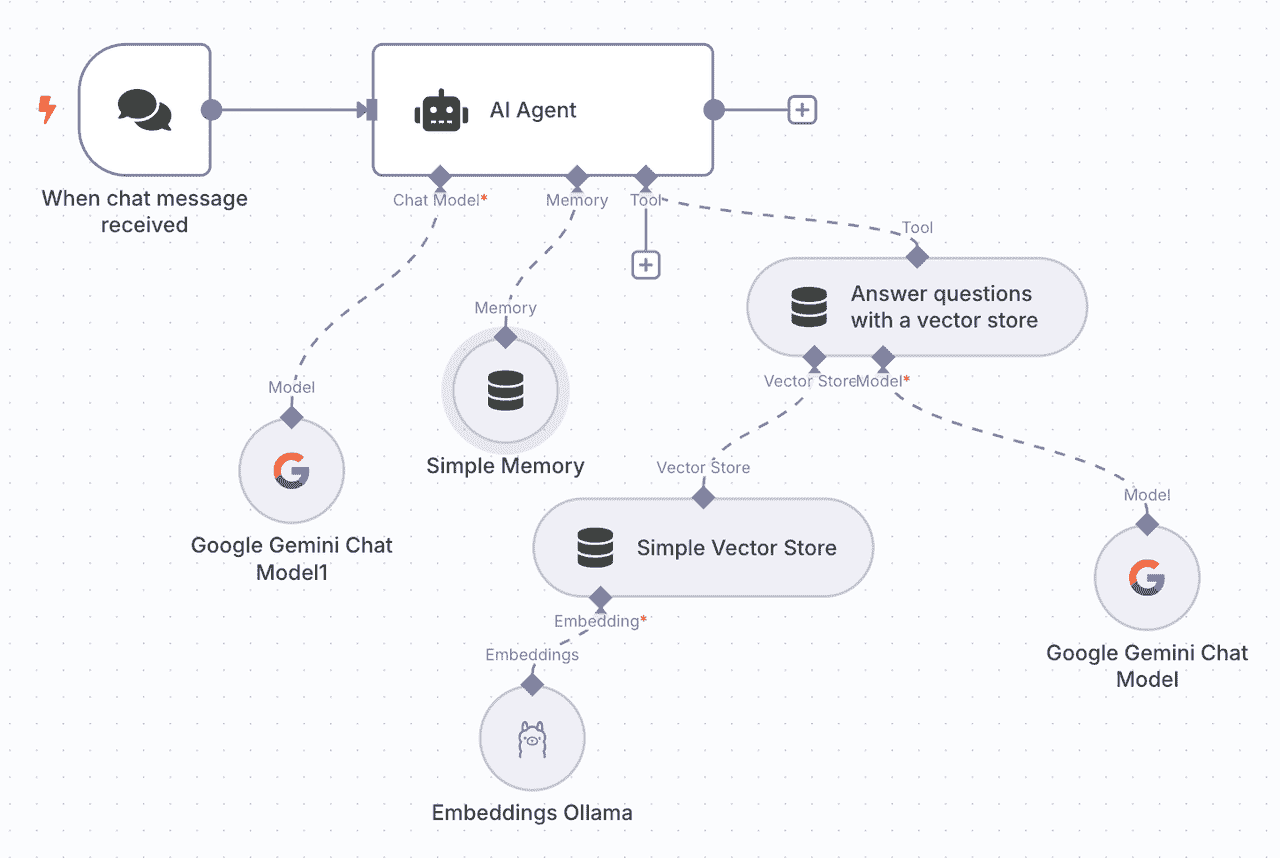 AI Agent
When chat message
received
Chat Model*
Memory
Tool
Tool
Answer questions
with a vector store
Memory
Vector Store
Model*
Model
Simple Memory
Vector Store
Model
Google Gemini Chat
Model1
Simple Vector Store
Embedding*
Google Gemini Chat
Model
Embeddings
Embeddings Ollama